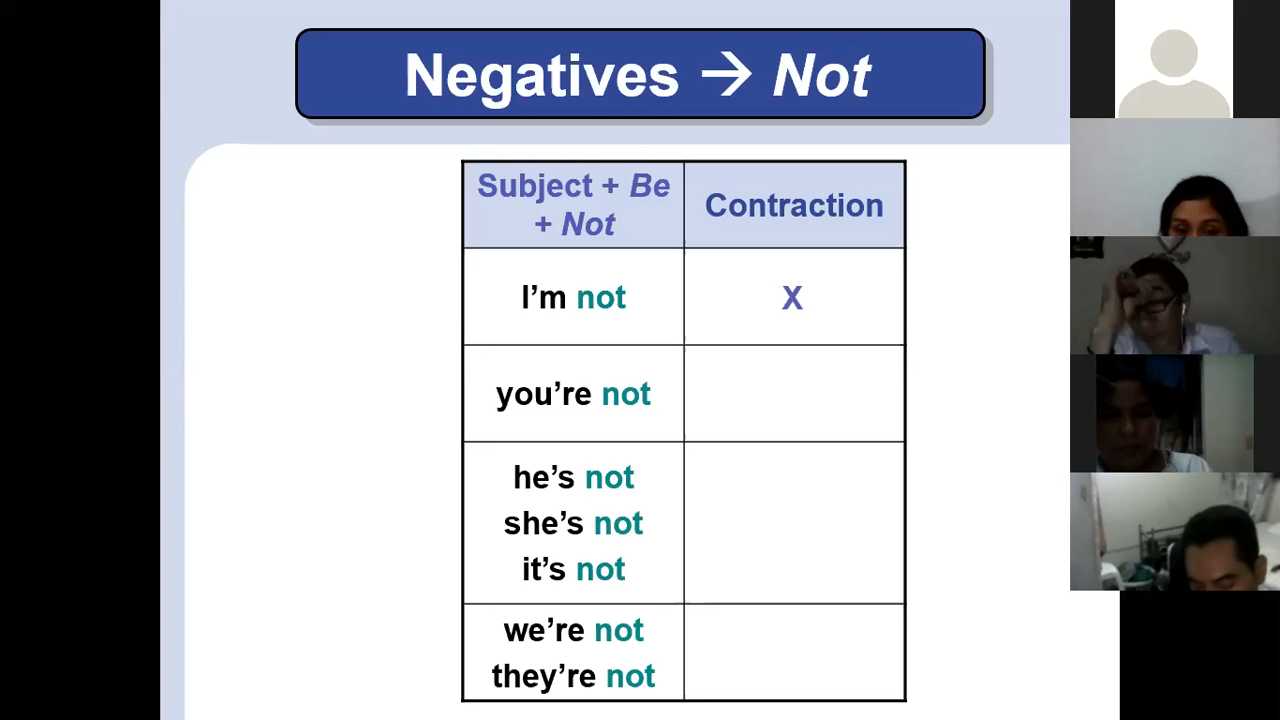 Negatives → Not
Subject + Be
+ Not
Contraction
I’m not
X
you’re not
he’s not
she’s not
it’s not
we’re not
they’re not